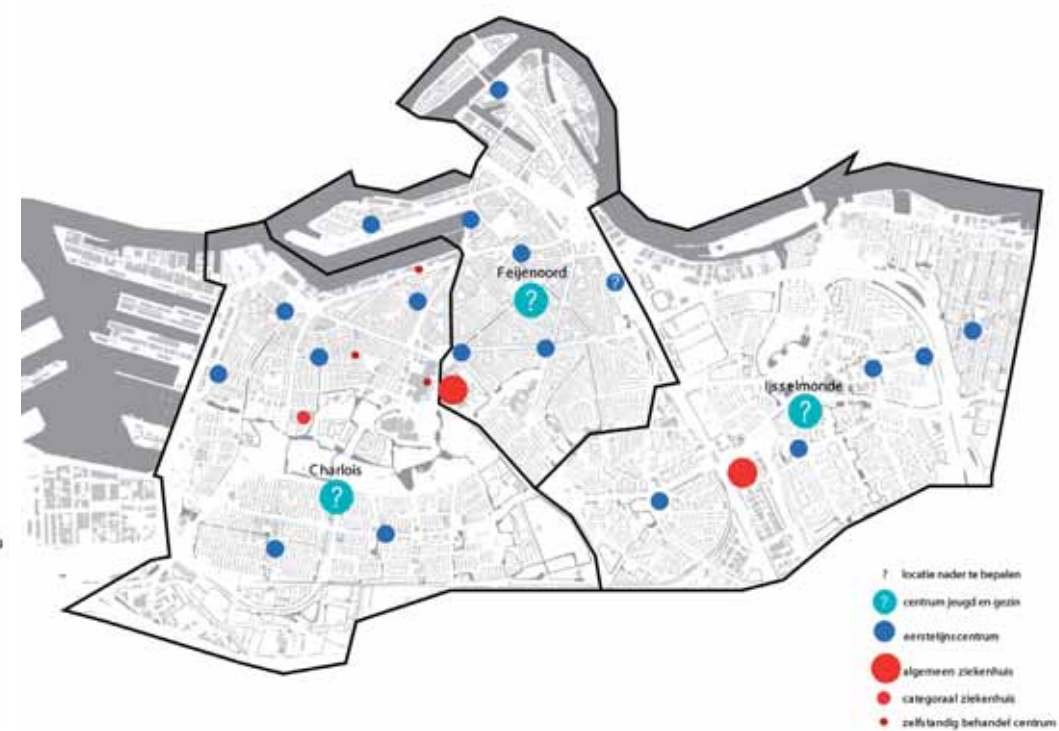 Feijenoord
?
?
Ijsselmonde
?
Charlois
?
? locatie nader te bepalen
? centrum jeugd en gezin
eerstelijnscentrum
algemeen ziekenhuis
categoraal ziekenhuis
zelfstandig behandel centrum